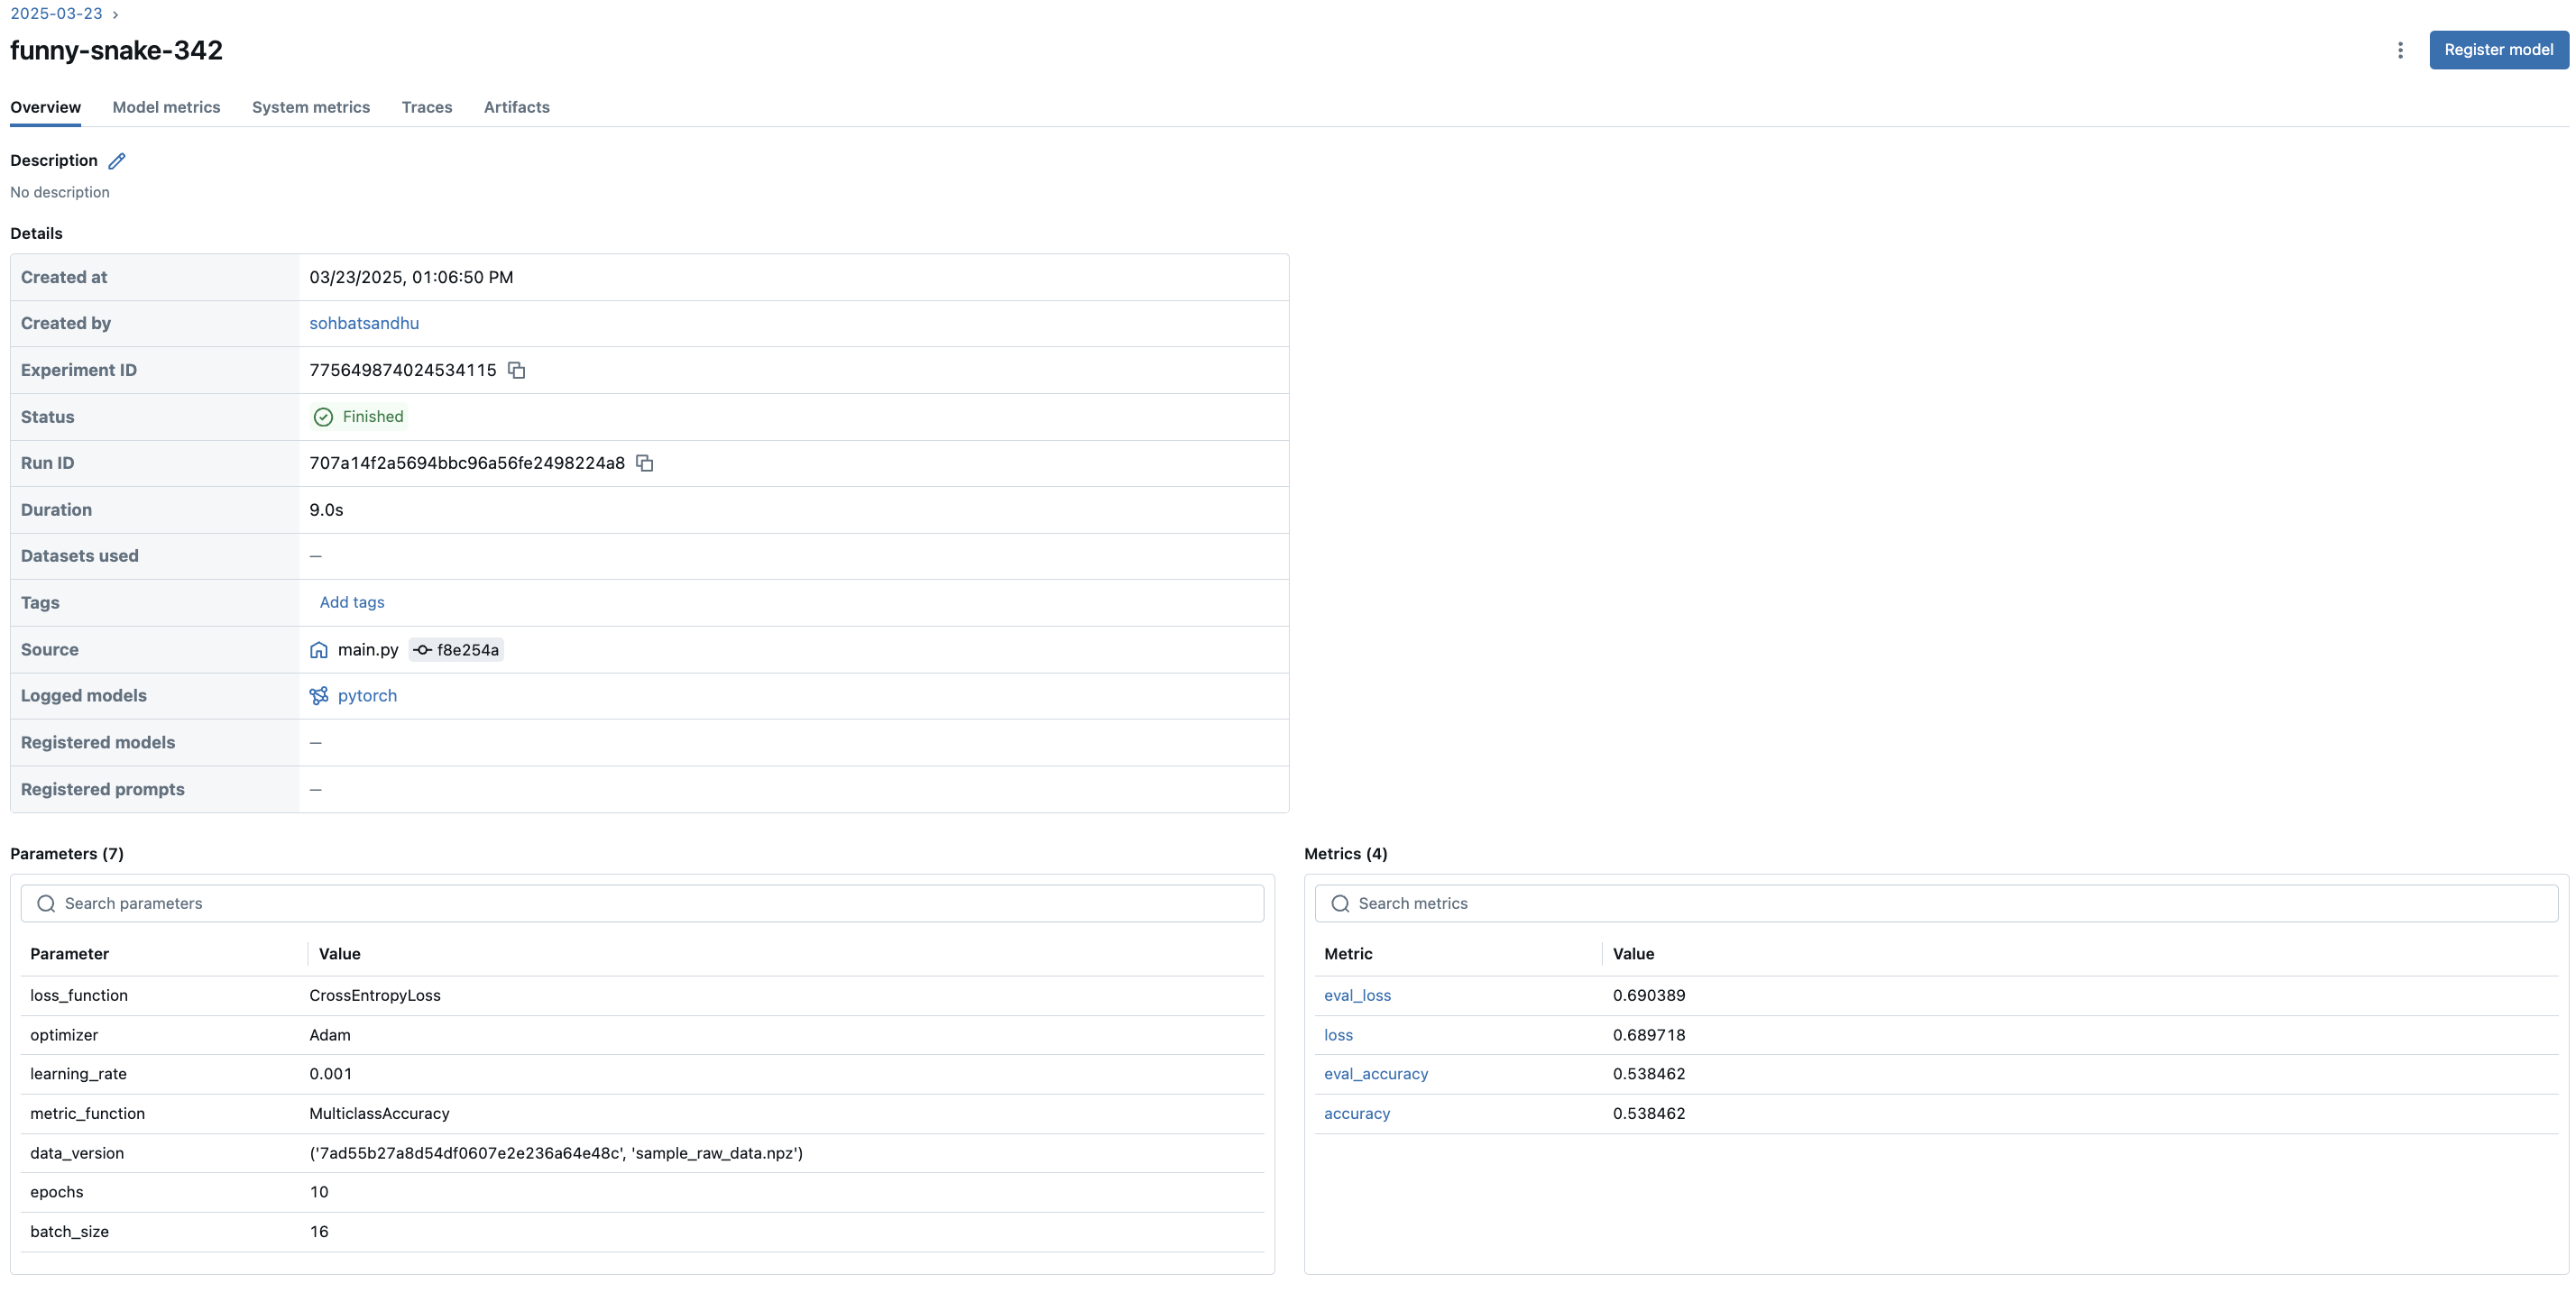 2025-03-23 ›
funny-snake-342
Register model
Overview Model metrics System metrics Traces Artifacts
Description
No description
Details
Created at 03/23/2025, 01:06:50 PM
Created by sohbatsandhu
Experiment ID 775649874024534115
Status Finished
Run ID 707a14f2a5694bbc96a56fe2498224a8
Duration 9.0s
Datasets used —
Tags Add tags
Source main.py f8e254a
Logged models pytorch
Registered models —
Registered prompts —
Parameters (7)
Search parameters
Parameter Value
loss_function CrossEntropyLoss
optimizer Adam
learning_rate 0.001
metric_function MulticlassAccuracy
data_version ('7ad55b27a8d54df0607e2e236a64e48c', 'sample_raw_data.npz')
epochs 10
batch_size 16
Metrics (4)
Search metrics
Metric Value
eval_loss 0.690389
loss 0.689718
eval_accuracy 0.538462
accuracy 0.538462